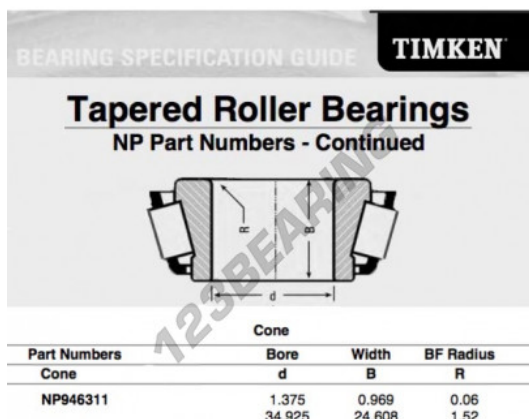 BEARING SPECIFICATION GUIDE
TIMKEN
Tapered Roller Bearings
NP Part Numbers - Continued
R
B
d
123BEARING
Cone
Part Numbers Bore Width BF Radius
Cone d B R
NP946311 1.375 0.969 0.06
34.925 24.608 1.52